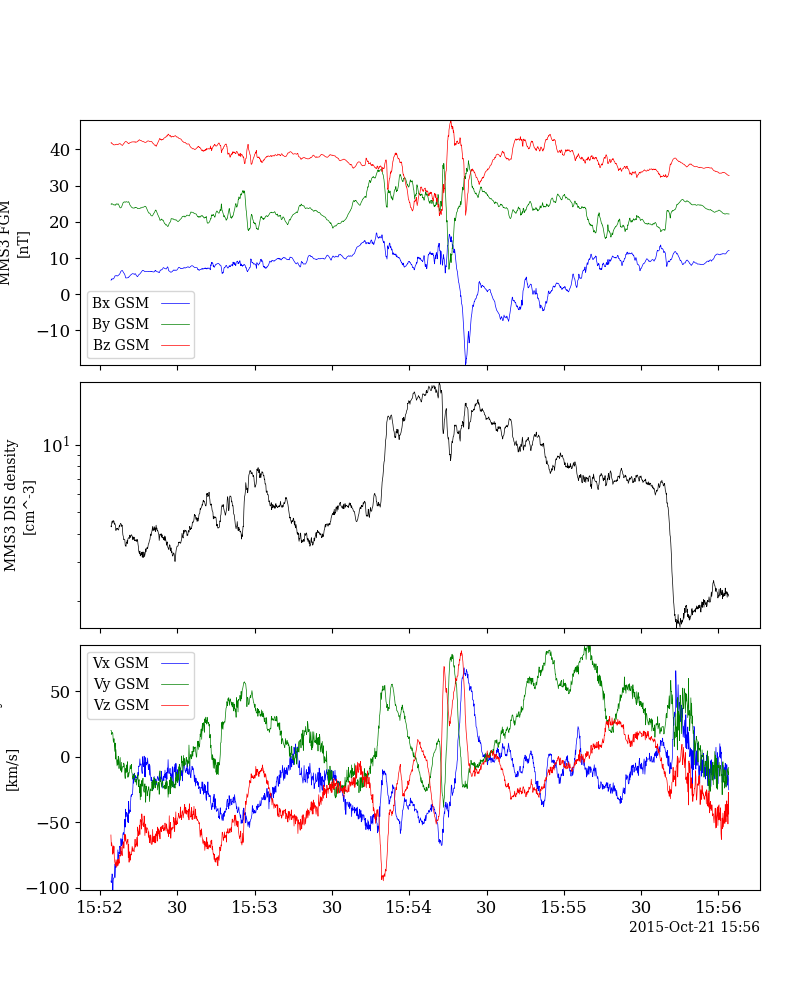 MMS3 FGM
[nT]
40
30
20
10
0
−10
Bx GSM
By GSM
Bz GSM
MMS3 DIS density
[cm^-3]
10^1
[km/s]
50
0
−50
−100
Vx GSM
Vy GSM
Vz GSM
15:52 30 15:53 30 15:54 30 15:55 30 15:56
2015-Oct-21 15:56